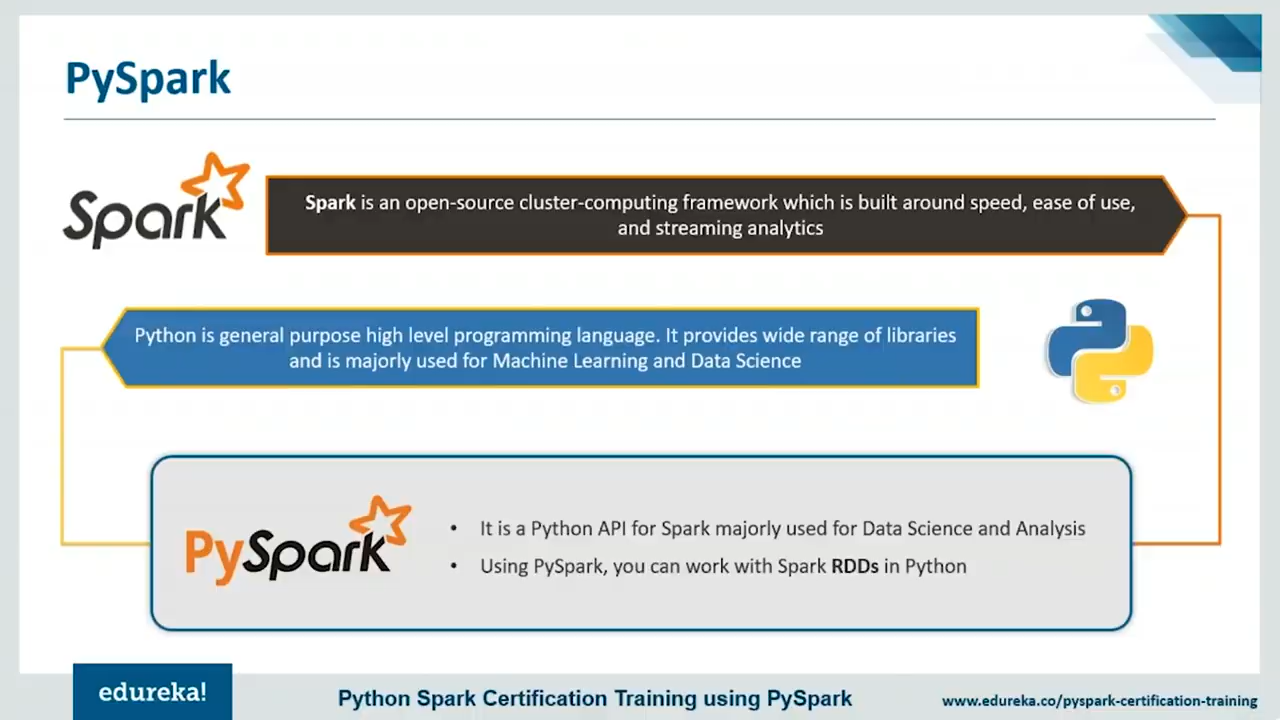 PySpark
Spark
Spark is an open-source cluster-computing framework which is built around speed, ease of use,
and streaming analytics
Python is general purpose high level programming language. It provides wide range of libraries
and is majorly used for Machine Learning and Data Science
PySpark
• It is a Python API for Spark majorly used for Data Science and Analysis
• Using PySpark, you can work with Spark RDDs in Python
edureka!
Python Spark Certification Training using PySpark
www.edureka.co/pyspark-certification-training